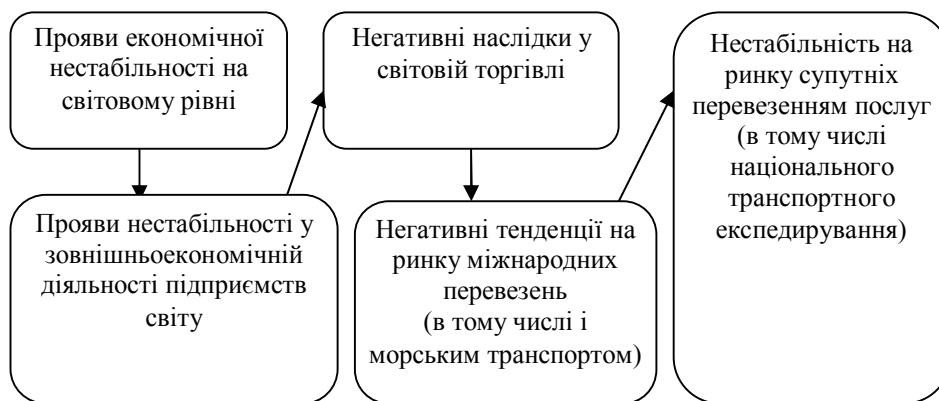 Прояви економічної
нестабільності на
світовому рівні
Прояви нестабільності у
зовнішньоекономічній
діяльності підприємств
світу
Негативні наслідки у
світовій торгівлі
Негативні тенденції на
ринку міжнародних
перевезень
(в тому числі і
морським транспортом)
Нестабільність на
ринку супутніх
перевезенням послуг
(в тому числі
національного
транспортного
експедирування)